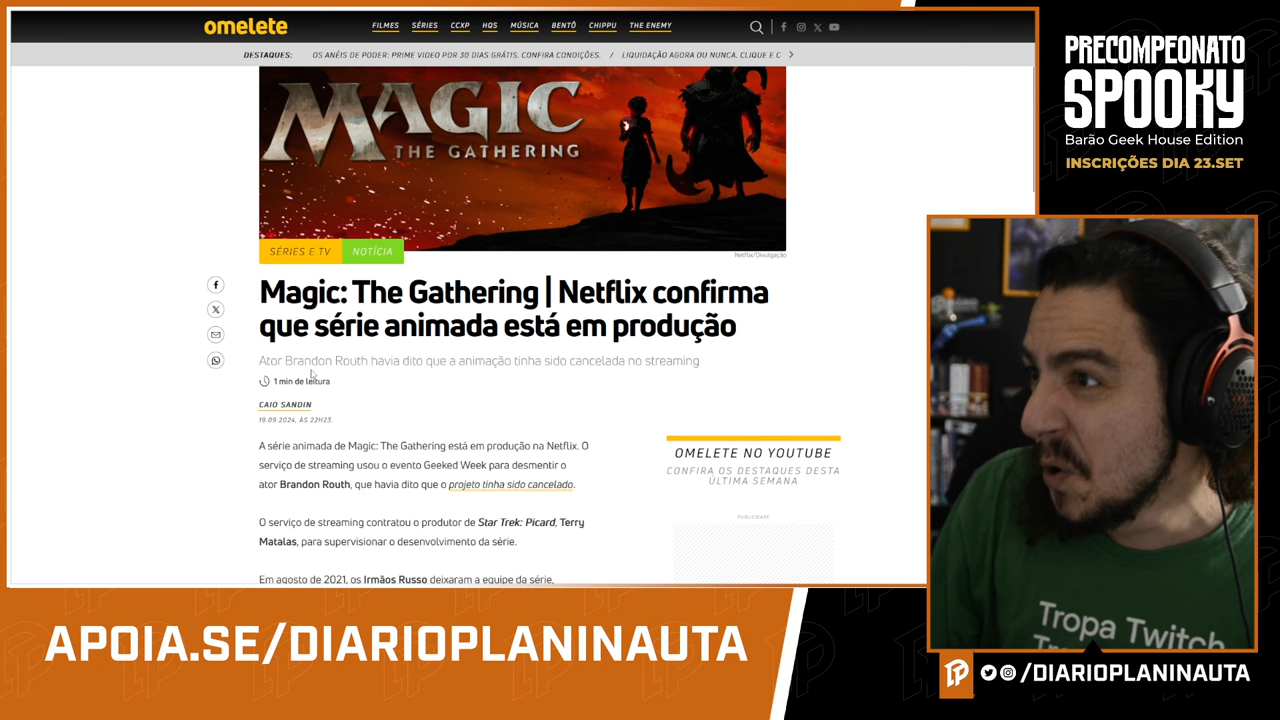 omelete
FILMES SÉRIES CCXP HQS MÚSICA BENTÔ CHIPPU THE ENEMY
DESTAQUES: OS ANÉIS DE PODER: PRIME VIDEO POR 30 DIAS GRÁTIS. CONFIRA CONDIÇÕES. / LIQUIDAÇÃO AGORA OU NUNCA. CLIQUE E C
MAGIC
THE GATHERING
Netflix/Divulgação
SÉRIES E TV NOTÍCIA
Magic: The Gathering | Netflix confirma
que série animada está em produção
Ator Brandon Routh havia dito que a animação tinha sido cancelada no streaming
1 min de leitura
CAIO SANDIN
19.09.2024, ÀS 22H23.
A série animada de Magic: The Gathering está em produção na Netflix. O
serviço de streaming usou o evento Geeked Week para desmentir o
ator Brandon Routh, que havia dito que o projeto tinha sido cancelado.
O serviço de streaming contratou o produtor de Star Trek: Picard, Terry
Matalas, para supervisionar o desenvolvimento da série.
Em agosto de 2021, os Irmãos Russo deixaram a equipe da série,
OMELETE NO YOUTUBE
CONFIRA OS DESTAQUES DESTA
ÚLTIMA SEMANA
PUBLICIDADE
PRECOMPEONATO
SPOOKY
Barão Geek House Edition
INSCRIÇÕES DIA 23.SET
Tropa Twitch
APOIA.SE/DIARIOPLANINAUTA
/DIARIOPLANINAUTA